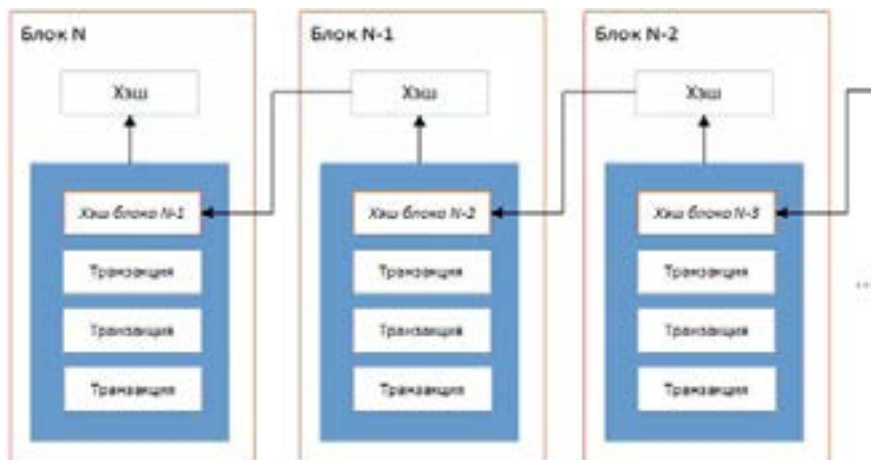 Блок N
Хэш
Хэш блока N-1
Транзакция
Транзакция
Транзакция
Блок N-1
Хэш
Хэш блока N-2
Транзакция
Транзакция
Транзакция
Блок N-2
Хэш
Хэш блока N-3
Транзакция
Транзакция
Транзакция
...